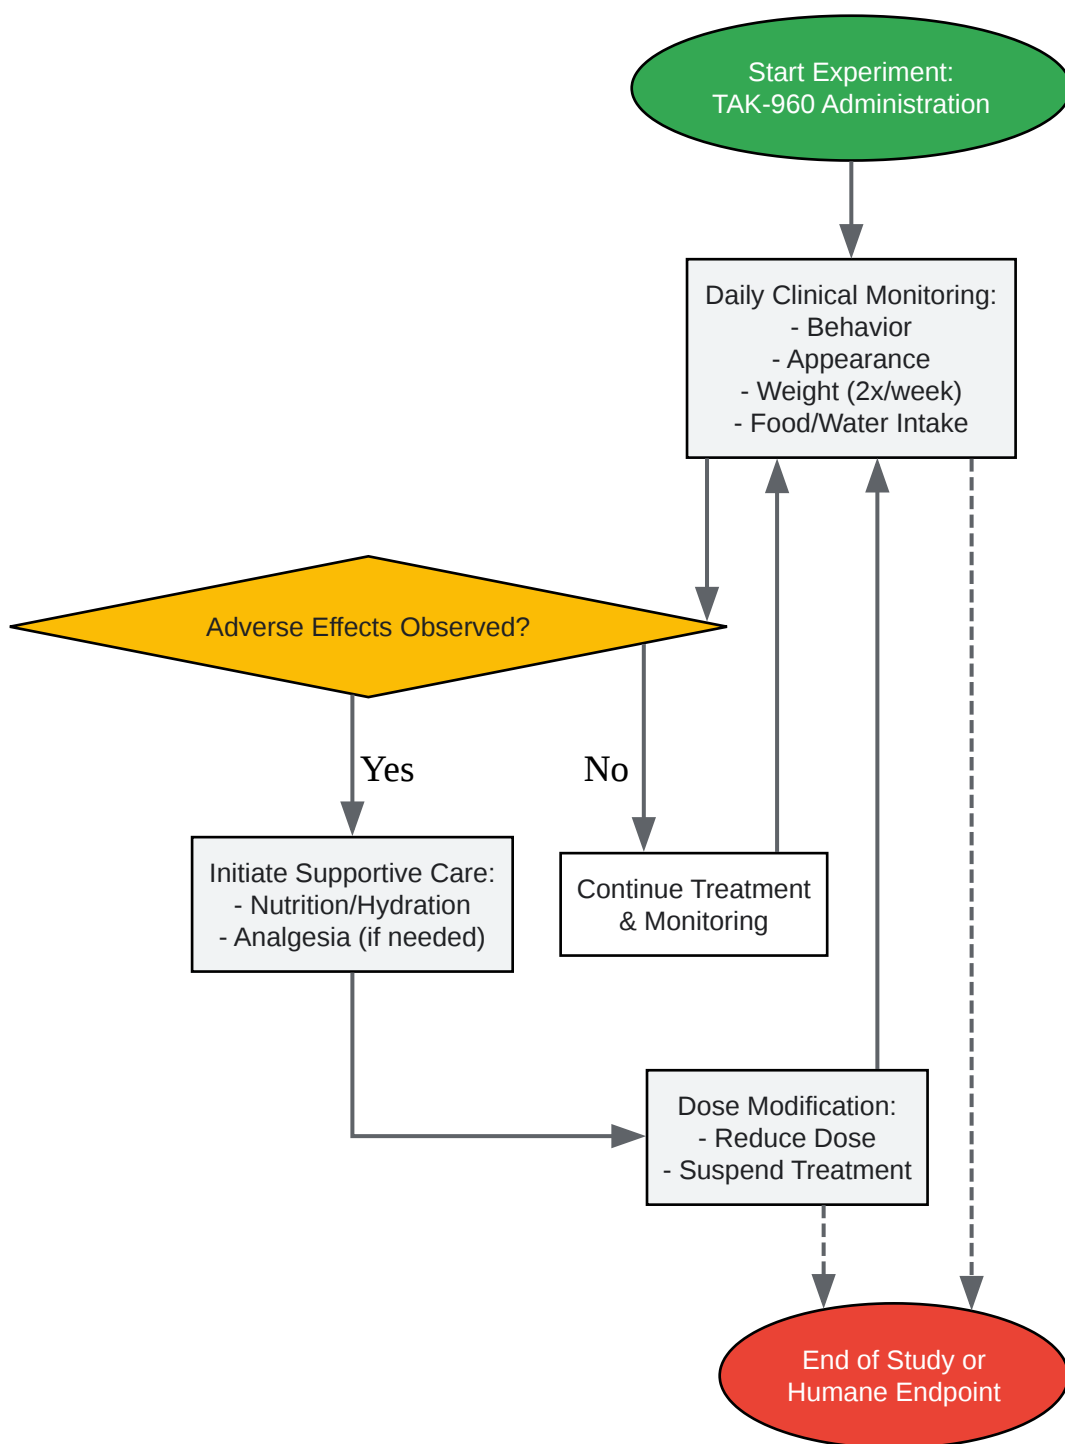 Start Experiment:
TAK-960 Administration
Daily Clinical Monitoring:
- Behavior
- Appearance
- Weight (2x/week)
- Food/Water Intake
Adverse Effects Observed?
Yes
No
Initiate Supportive Care:
- Nutrition/Hydration
- Analgesia (if needed)
Continue Treatment
& Monitoring
Dose Modification:
- Reduce Dose
- Suspend Treatment
End of Study or
Humane Endpoint